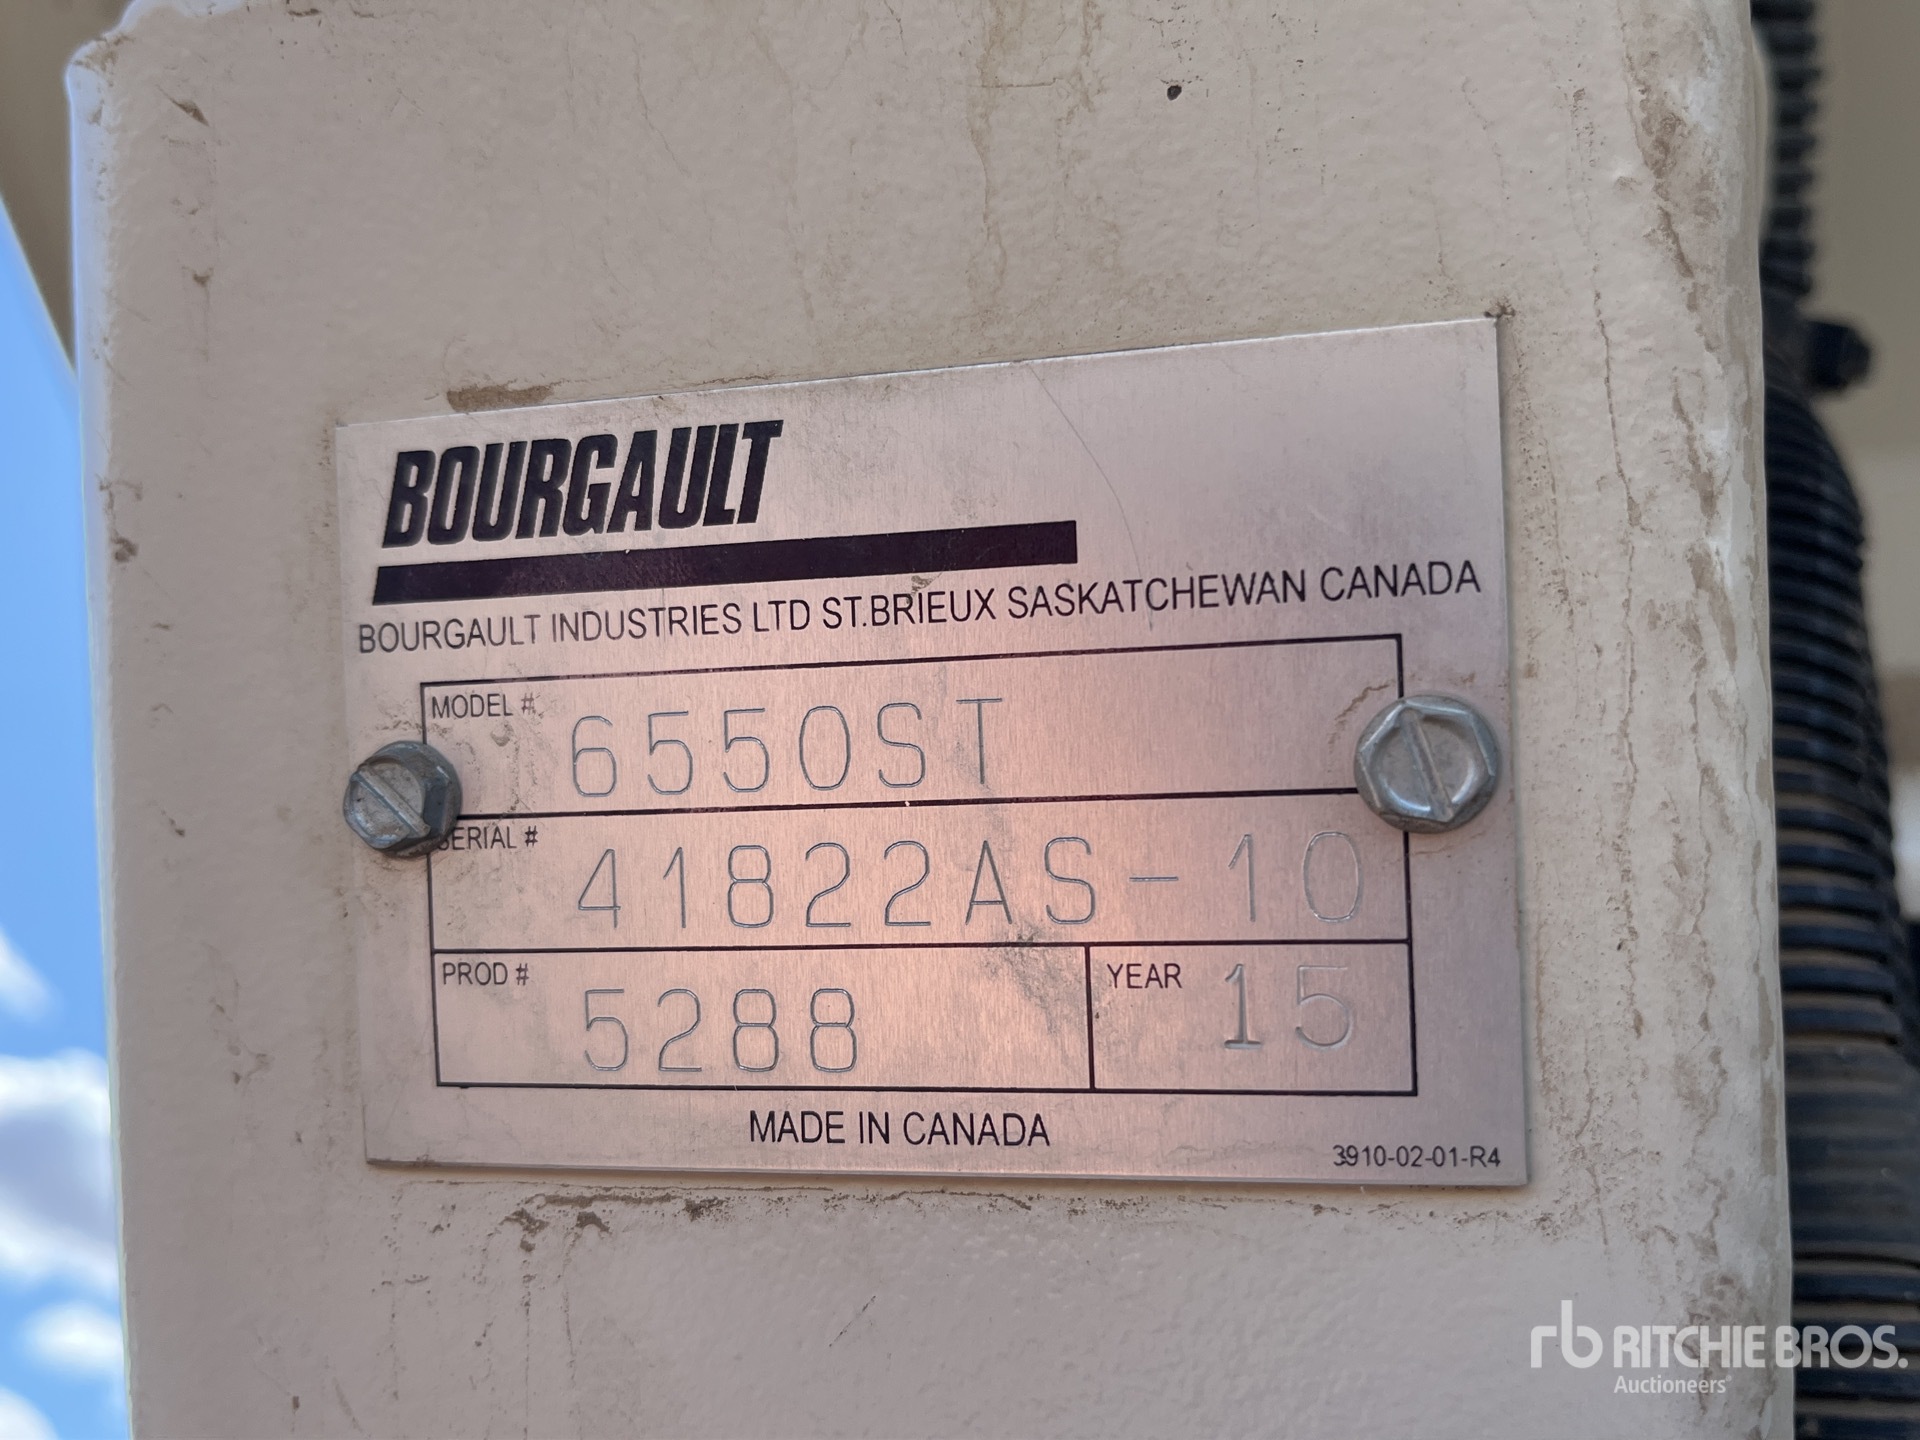 BOURGAULT
BOURGAULT INDUSTRIES LTD ST.BRIEUX SASKATCHEWAN CANADA
MODEL # 6550ST
SERIAL # 41822AS-10
PROD # 5288 YEAR 15
MADE IN CANADA
3910-02-01-R4
rb RITCHIE BROS.
Auctioneers